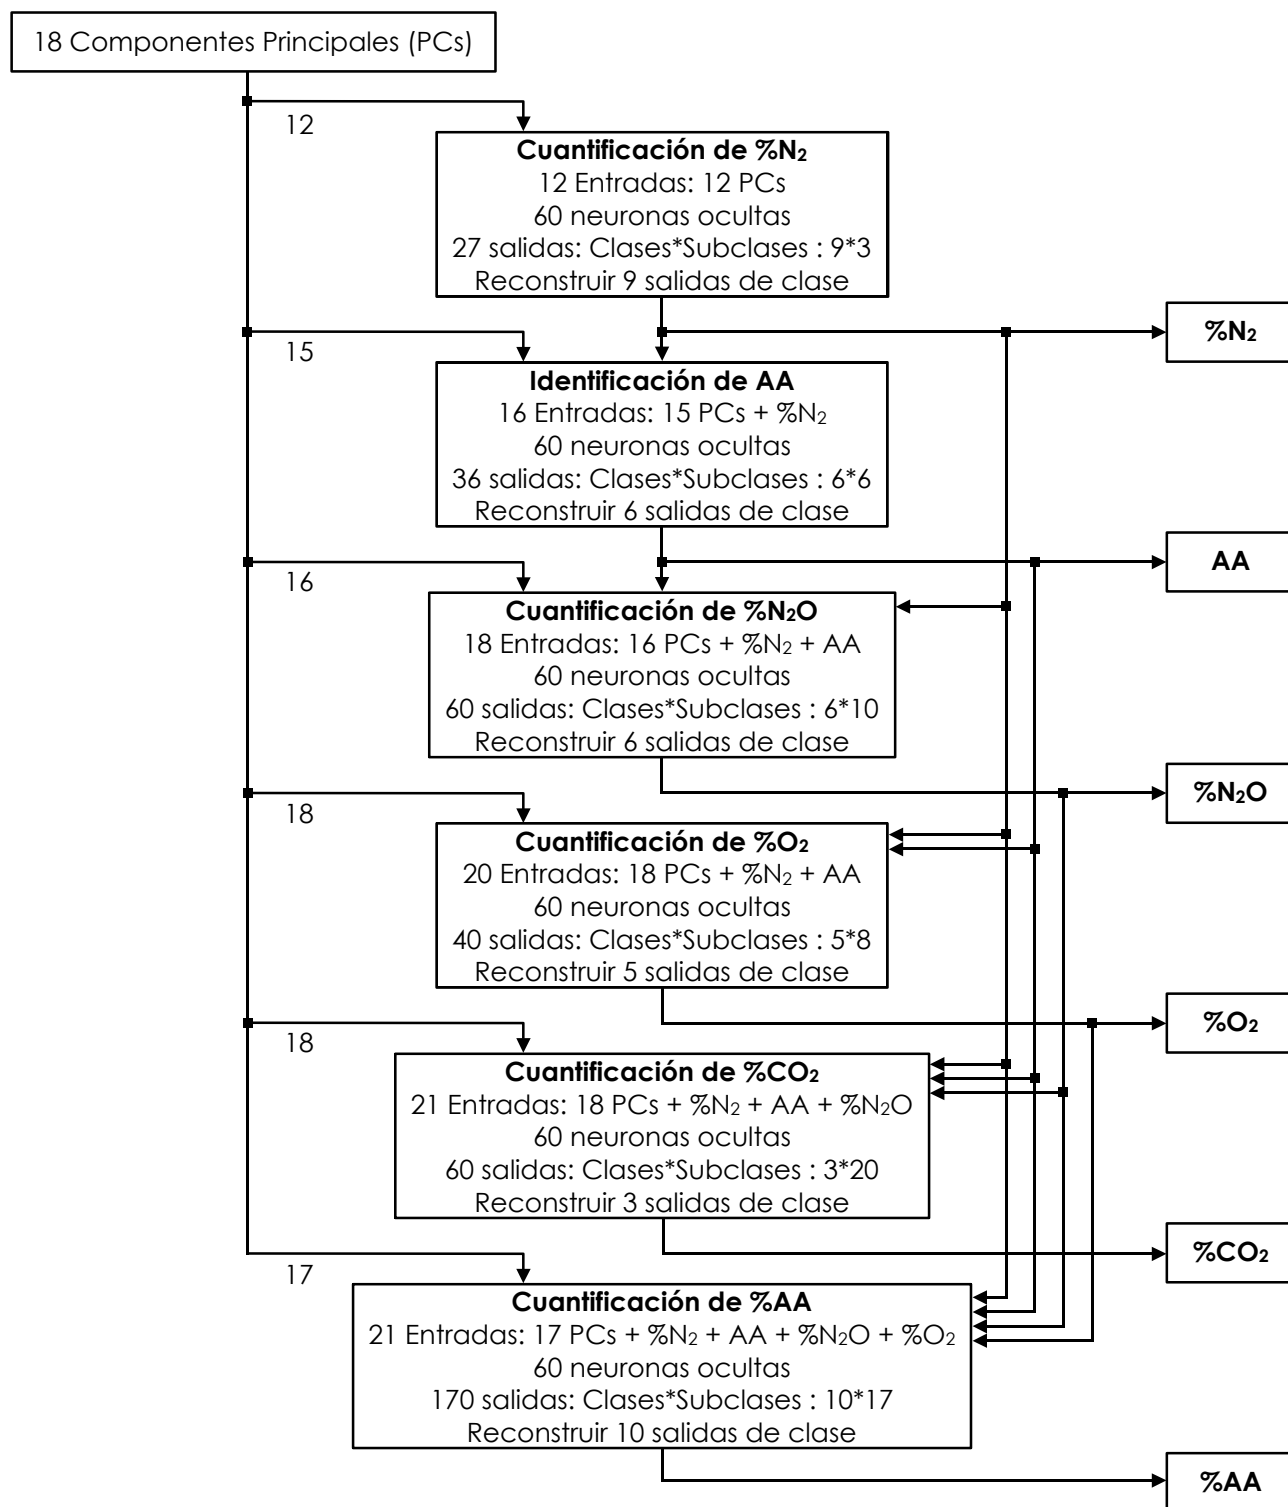 18 Componentes Principales (PCs)
12
Cuantificación de %N₂
12 Entradas: 12 PCs
60 neuronas ocultas
27 salidas: Clases*Subclases : 9*3
Reconstruir 9 salidas de clase
%N₂
15
Identificación de AA
16 Entradas: 15 PCs + %N₂
60 neuronas ocultas
36 salidas: Clases*Subclases : 6*6
Reconstruir 6 salidas de clase
AA
16
Cuantificación de %N₂O
18 Entradas: 16 PCs + %N₂ + AA
60 neuronas ocultas
60 salidas: Clases*Subclases : 6*10
Reconstruir 6 salidas de clase
%N₂O
18
Cuantificación de %O₂
20 Entradas: 18 PCs + %N₂ + AA
60 neuronas ocultas
40 salidas: Clases*Subclases : 5*8
Reconstruir 5 salidas de clase
%O₂
18
Cuantificación de %CO₂
21 Entradas: 18 PCs + %N₂ + AA + %N₂O
60 neuronas ocultas
60 salidas: Clases*Subclases : 3*20
Reconstruir 3 salidas de clase
%CO₂
17
Cuantificación de %AA
21 Entradas: 17 PCs + %N₂ + AA + %N₂O + %O₂
60 neuronas ocultas
170 salidas: Clases*Subclases : 10*17
Reconstruir 10 salidas de clase
%AA